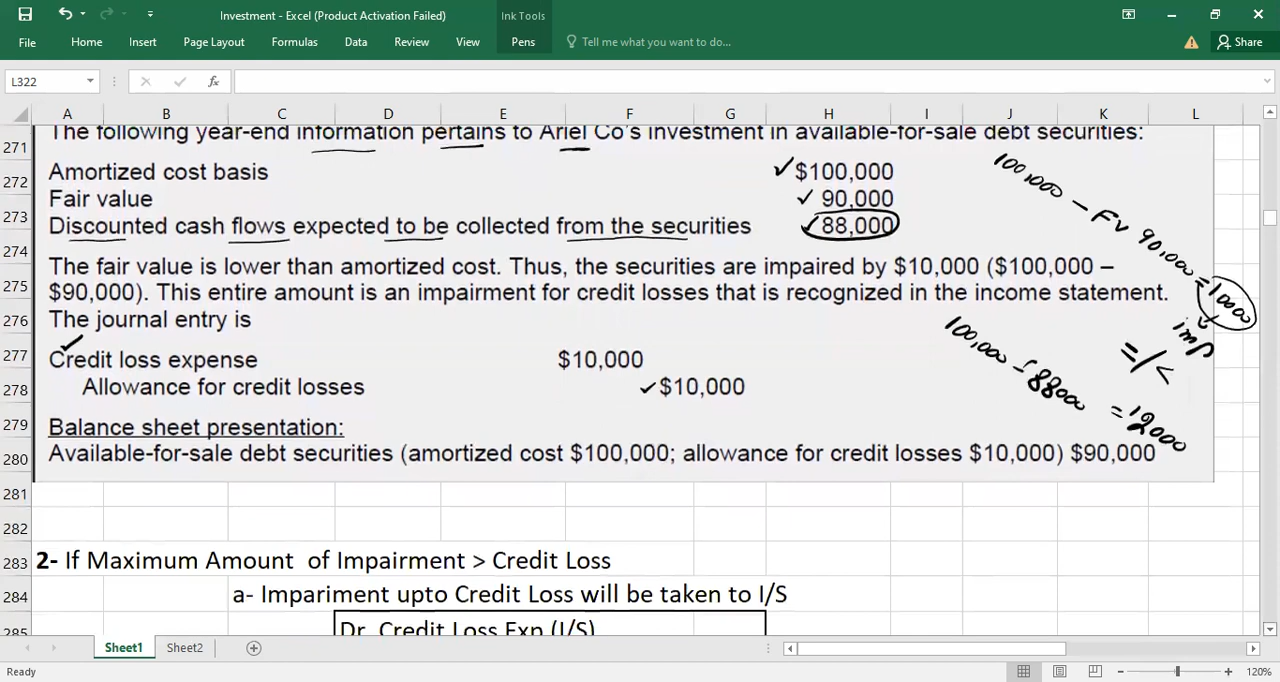 Investment - Excel (Product Activation Failed)
Ink Tools
File Home Insert Page Layout Formulas Data Review View Pens Tell me what you want to do... Share
L322
fx
A B C D E F G H I J K L
271 The following year-end information pertains to Ariel Co's investment in available-for-sale debt securities:
272 Amortized cost basis $100,000
273 Fair value 90,000
274 Discounted cash flows expected to be collected from the securities 88,000
100,000 - FV 90,000 = 10000
imp
275 The fair value is lower than amortized cost. Thus, the securities are impaired by $10,000 ($100,000 –
$90,000). This entire amount is an impairment for credit losses that is recognized in the income statement.
276 The journal entry is
277 Credit loss expense $10,000
278 Allowance for credit losses $10,000
100,000 - 88000 = 12000
= / <
279 Balance sheet presentation:
280 Available-for-sale debt securities (amortized cost $100,000; allowance for credit losses $10,000) $90,000
281
282
283 2- If Maximum Amount of Impairment > Credit Loss
284 a- Impariment upto Credit Loss will be taken to I/S
285 Dr. Credit Loss Exp (I/S)
Sheet1 Sheet2
Ready 120%